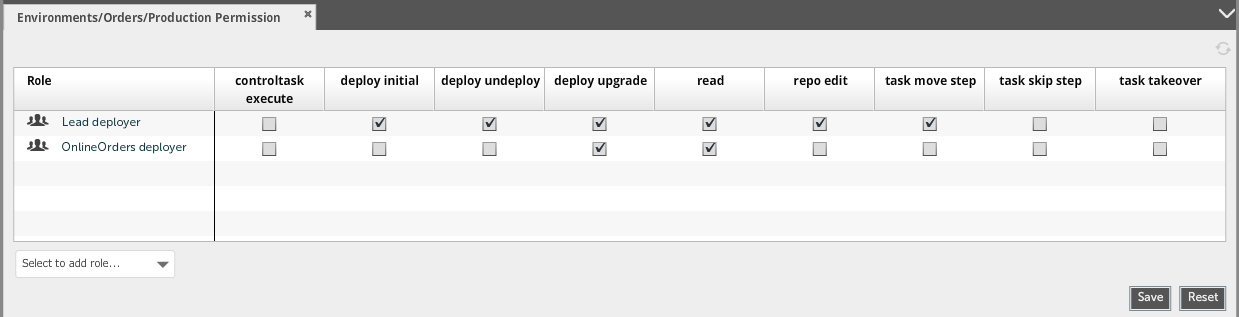 Environments/Orders/Production Permission
Role controltask execute deploy initial deploy undeploy deploy upgrade read repo edit task move step task skip step task takeover
Lead deployer
OnlineOrders deployer
Select to add role...
Save Reset